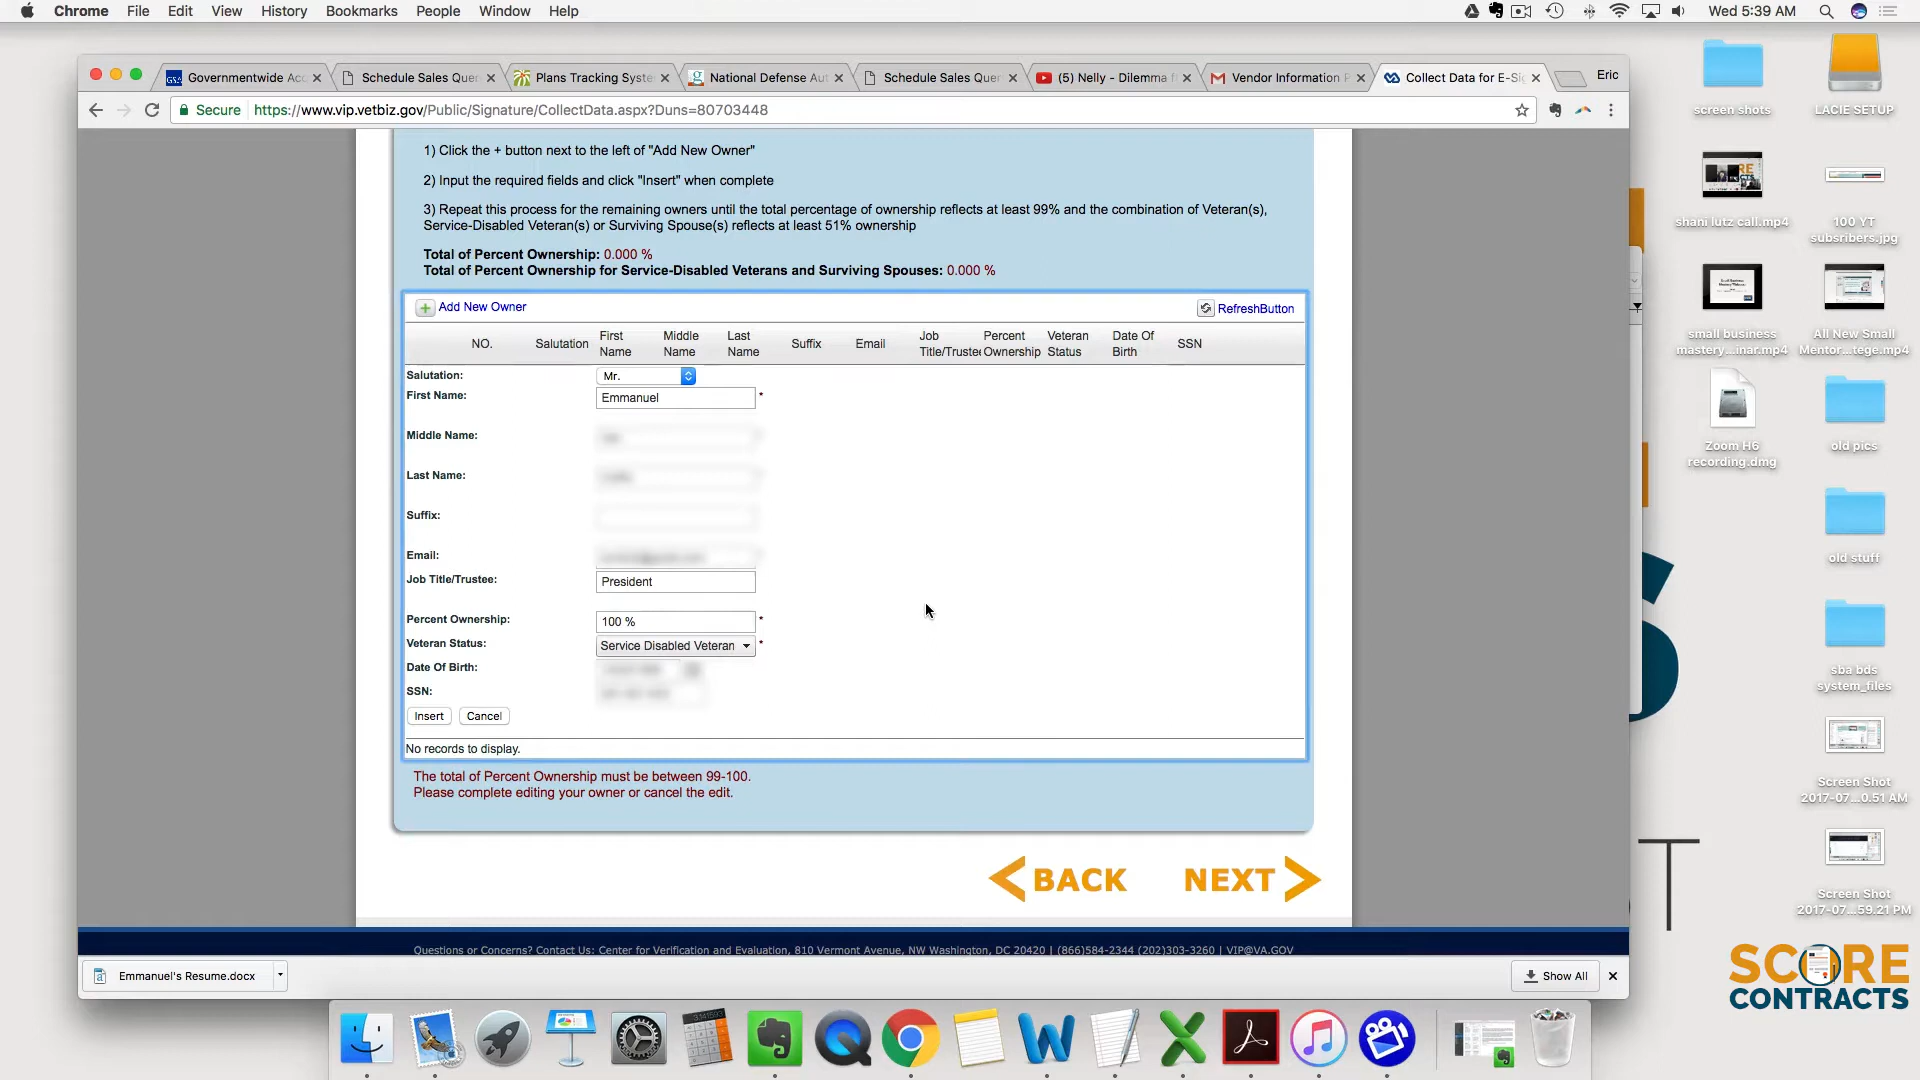 Chrome File Edit View History Bookmarks People Window Help Wed 5:39 AM
Governmentwide Acc Schedule Sales Quer Plans Tracking Syste National Defense Aut Schedule Sales Quer (5) Nelly - Dilemma f Vendor Information P Collect Data for E-Sig Eric
Secure https://www.vip.vetbiz.gov/Public/Signature/CollectData.aspx?Duns=80703448
1) Click the + button next to the left of "Add New Owner"
2) Input the required fields and click "Insert" when complete
3) Repeat this process for the remaining owners until the total percentage of ownership reflects at least 99% and the combination of Veteran(s),
Service-Disabled Veteran(s) or Surviving Spouse(s) reflects at least 51% ownership
Total of Percent Ownership: 0.000 %
Total of Percent Ownership for Service-Disabled Veterans and Surviving Spouses: 0.000 %
Add New Owner RefreshButton
NO. Salutation First Name Middle Name Last Name Suffix Email Job Title/Trustee Percent Ownership Veteran Status Date Of Birth SSN
Salutation: Mr.
First Name: Emmanuel *
Middle Name:
Last Name:
Suffix:
Email:
Job Title/Trustee: President
Percent Ownership: 100 % *
Veteran Status: Service Disabled Veteran *
Date Of Birth:
SSN:
Insert Cancel
No records to display.
The total of Percent Ownership must be between 99-100.
Please complete editing your owner or cancel the edit.
BACK NEXT
Questions or Concerns? Contact Us: Center for Verification and Evaluation, 810 Vermont Avenue, NW Washington, DC 20420 | (866)584-2344 (202)303-3260 | VIP@VA.GOV
Emmanuel's Resume.docx Show All
screen shots
LACIE SETUP
shani lutz call.mp4
100 YT
subsribers.jpg
small business
mastery...inar.mp4
All New Small
Mentor...tege.mp4
Zoom H6
recording.dmg
old pics
old stuff
sba bds
system_files
Screen Shot
2017-07...0.51 AM
Screen Shot
2017-07...59.21 PM
T
SCORE
CONTRACTS